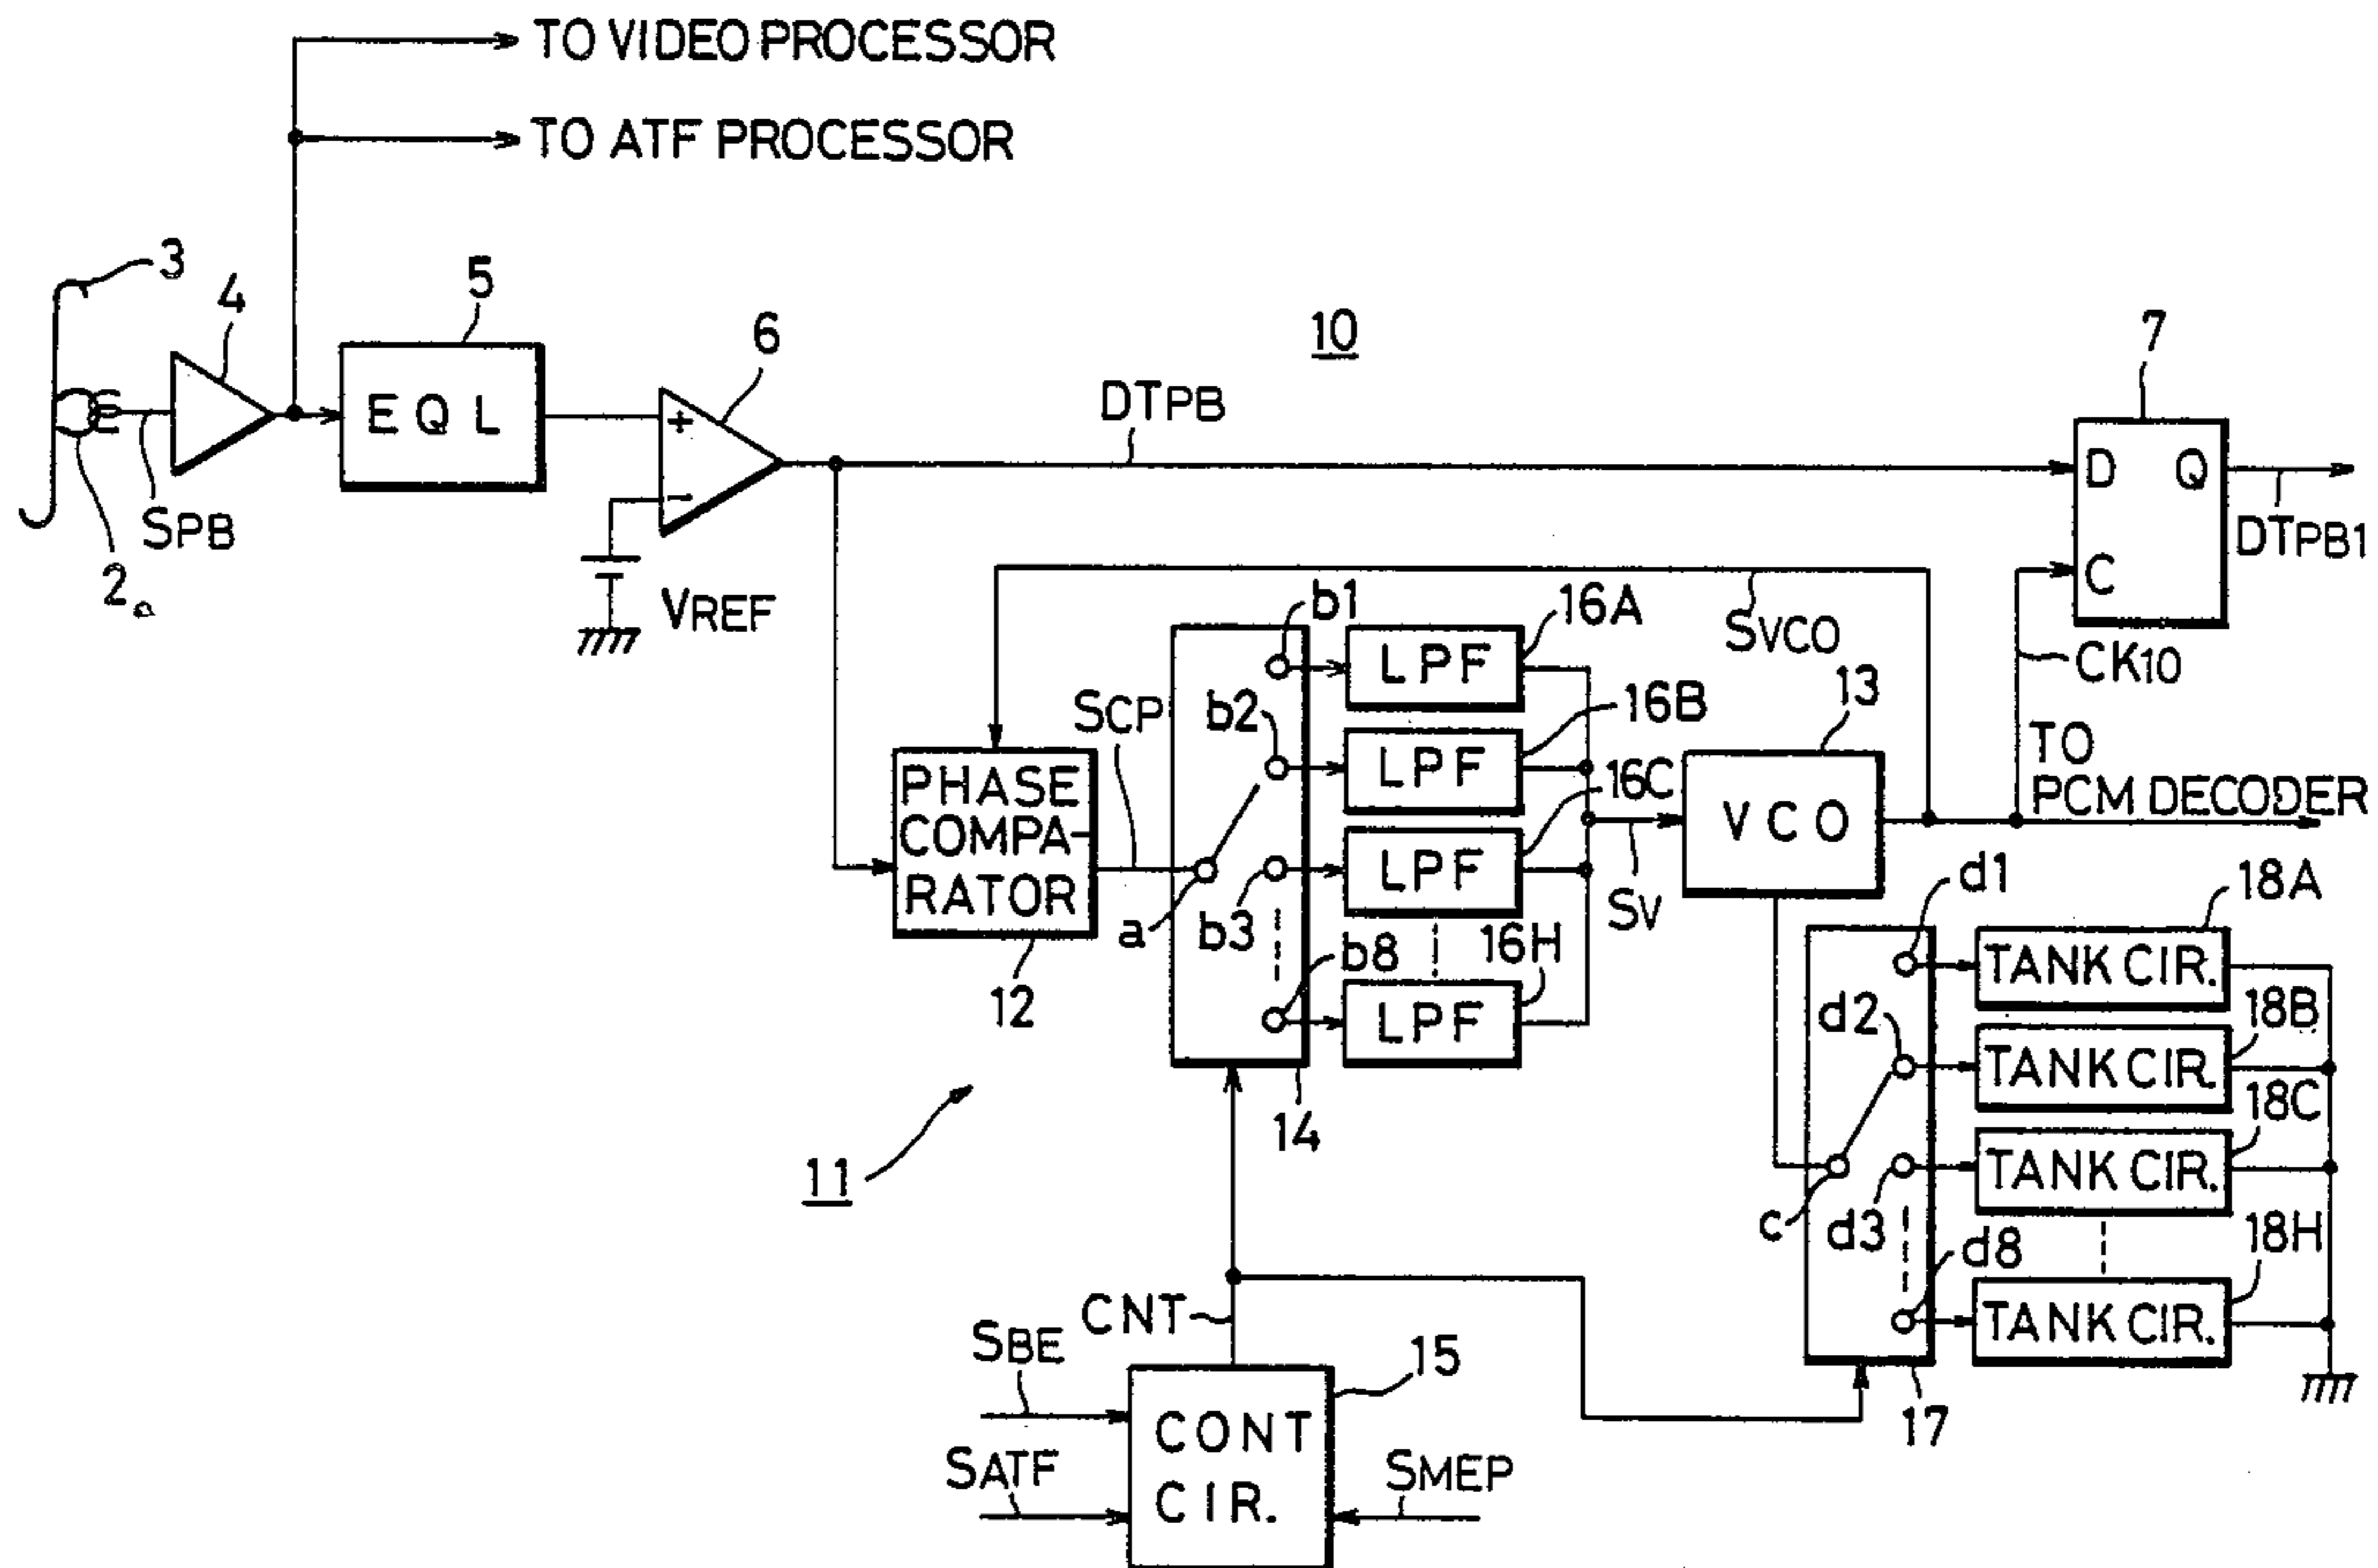 TO VIDEO PROCESSOR
TO ATF PROCESSOR
3
4
5
6
10
7
EQL
+
−
DTPB
D Q
C
DTPB1
SPB
2
VREF
SVCO
CK10
b1
16A
LPF
b2
16B
LPF
b3
16C
LPF
b8
16H
LPF
SCP
a
PHASE
COMPA-
RATOR
12
14
SV
13
VCO
TO
PCM DECODER
d1
18A
TANK CIR.
d2
18B
TANK CIR.
d3
18C
TANK CIR.
d8
18H
TANK CIR.
c
17
11
CNT
SBE
SATF
15
CONT
CIR.
SMEP